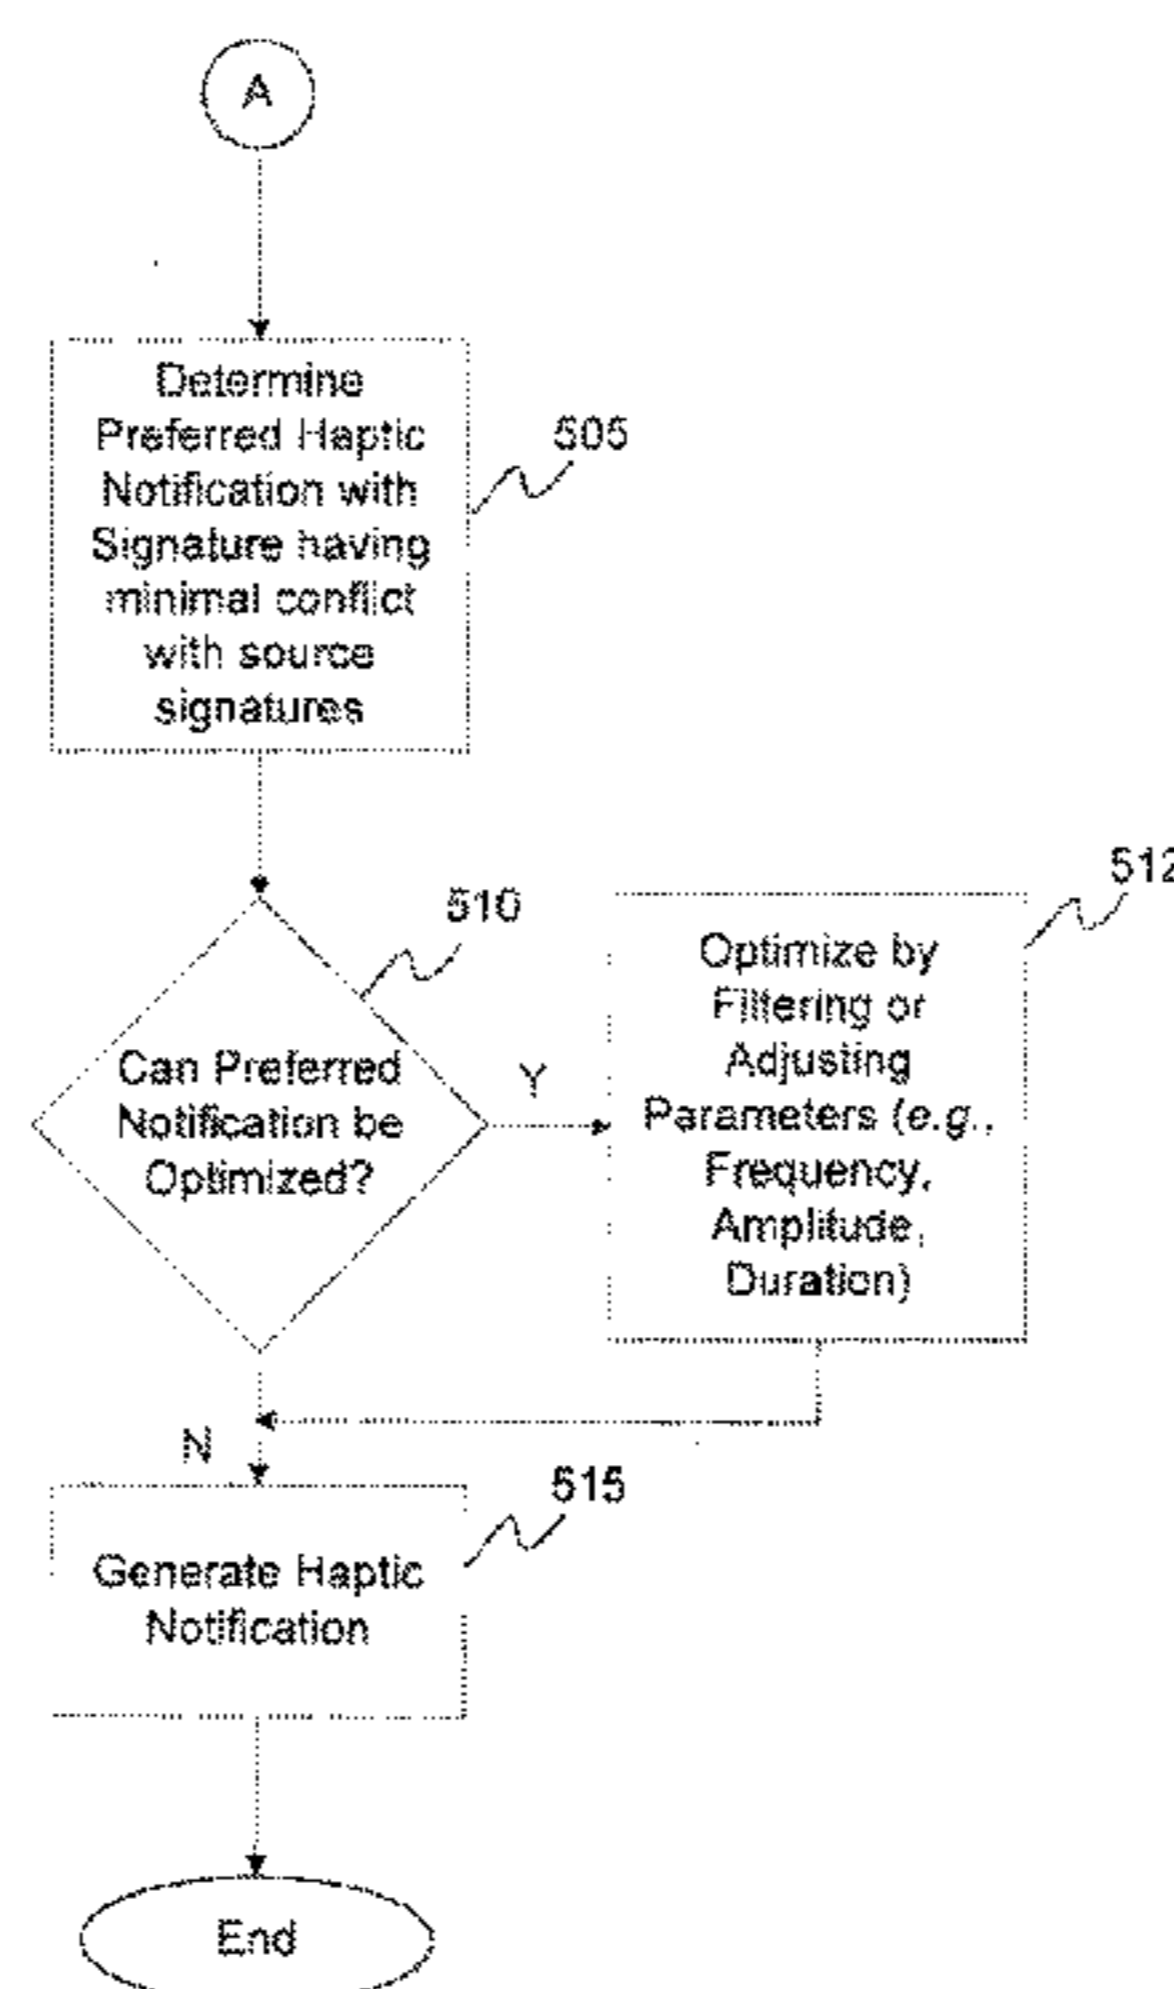 A
Determine
Preferred Haptic
Notification with
Signature having
minimal conflict
with source
signatures
505
510
Can Preferred
Notification be
Optimized?
Y
512
Optimize by
Filtering or
Adjusting
Parameters (e.g.,
Frequency,
Amplitude,
Duration)
N
515
Generate Haptic
Notification
End